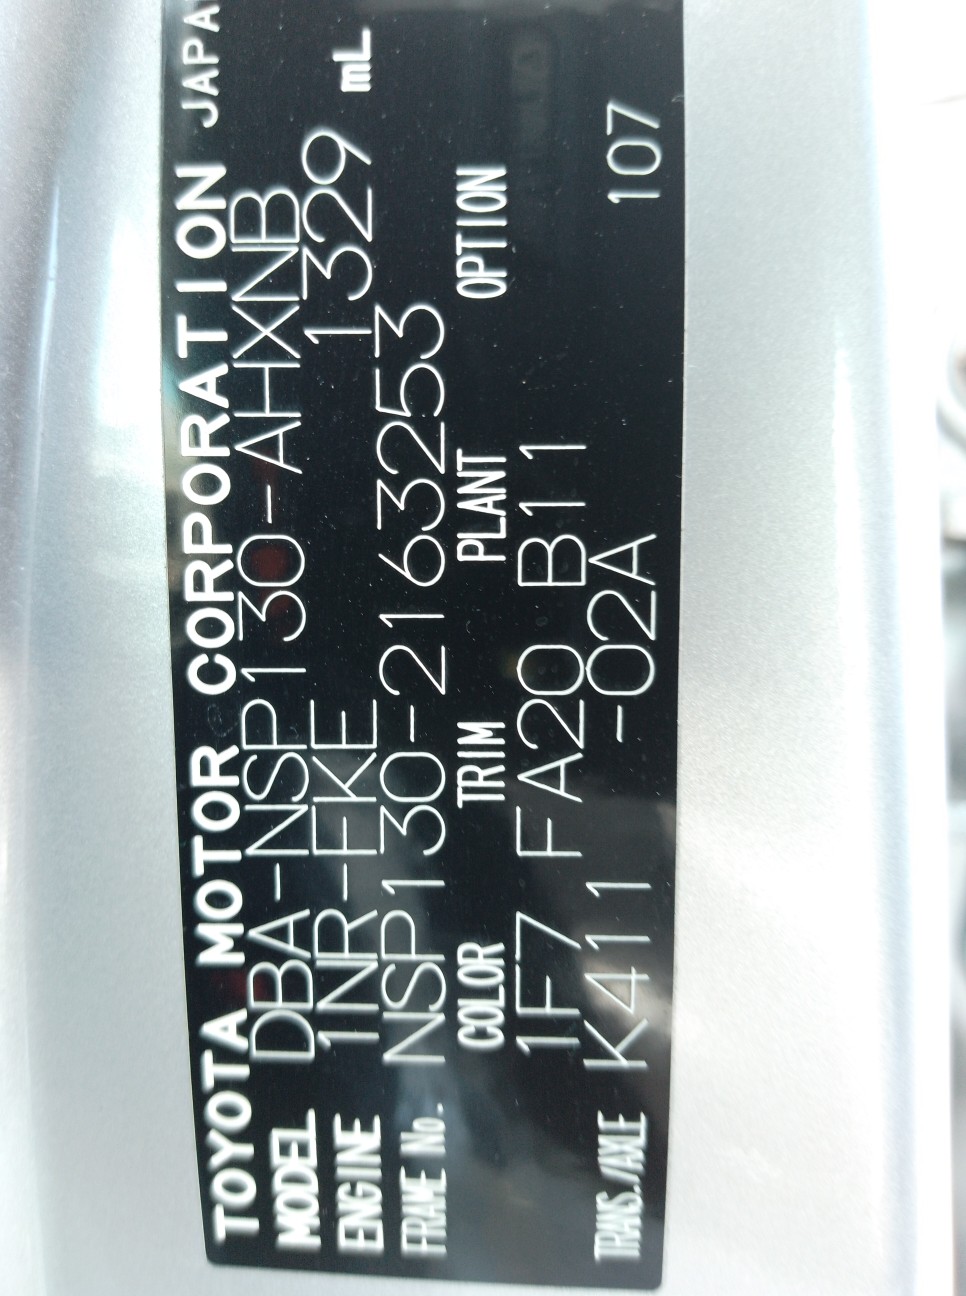 TOYOTA MOTOR CORPORATION JAPA
MODEL DBA-NSP130-AHXNB
ENGINE 1NR-FKE 1329 mL
FRAME No. NSP130-2163253
COLOR TRIM PLANT OPTION
1F7 FA20 B11
TRANS./AXLE K411 -02A 107